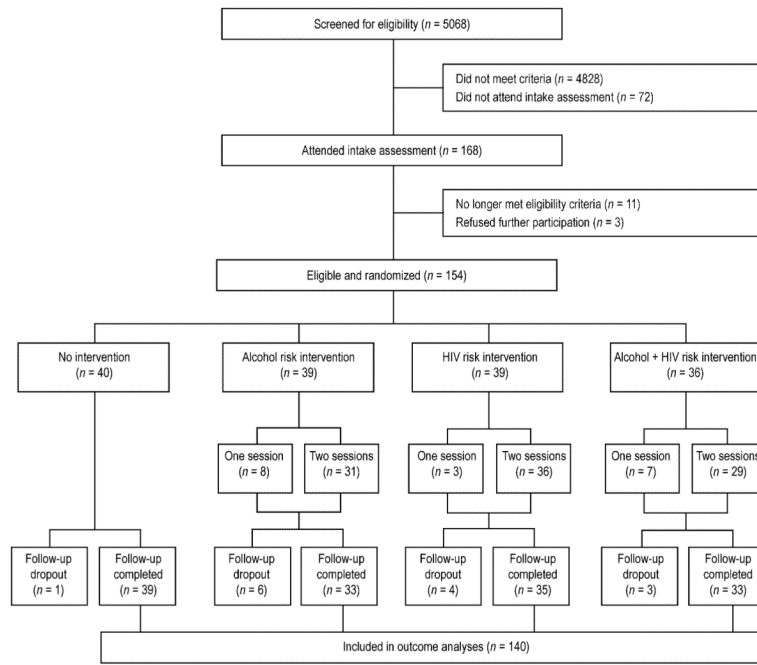 Screened for eligibility (n = 5068)
Did not meet criteria (n = 4828)
Did not attend intake assessment (n = 72)
Attended intake assessment (n = 168)
No longer met eligibility criteria (n = 11)
Refused further participation (n = 3)
Eligible and randomized (n = 154)
No intervention
(n = 40)
Alcohol risk intervention
(n = 39)
HIV risk intervention
(n = 39)
Alcohol + HIV risk intervention
(n = 36)
One session
(n = 8)
Two sessions
(n = 31)
One session
(n = 3)
Two sessions
(n = 36)
One session
(n = 7)
Two sessions
(n = 29)
Follow-up
dropout
(n = 1)
Follow-up
completed
(n = 39)
Follow-up
dropout
(n = 6)
Follow-up
completed
(n = 33)
Follow-up
dropout
(n = 4)
Follow-up
completed
(n = 35)
Follow-up
dropout
(n = 3)
Follow-up
completed
(n = 33)
Included in outcome analyses (n = 140)